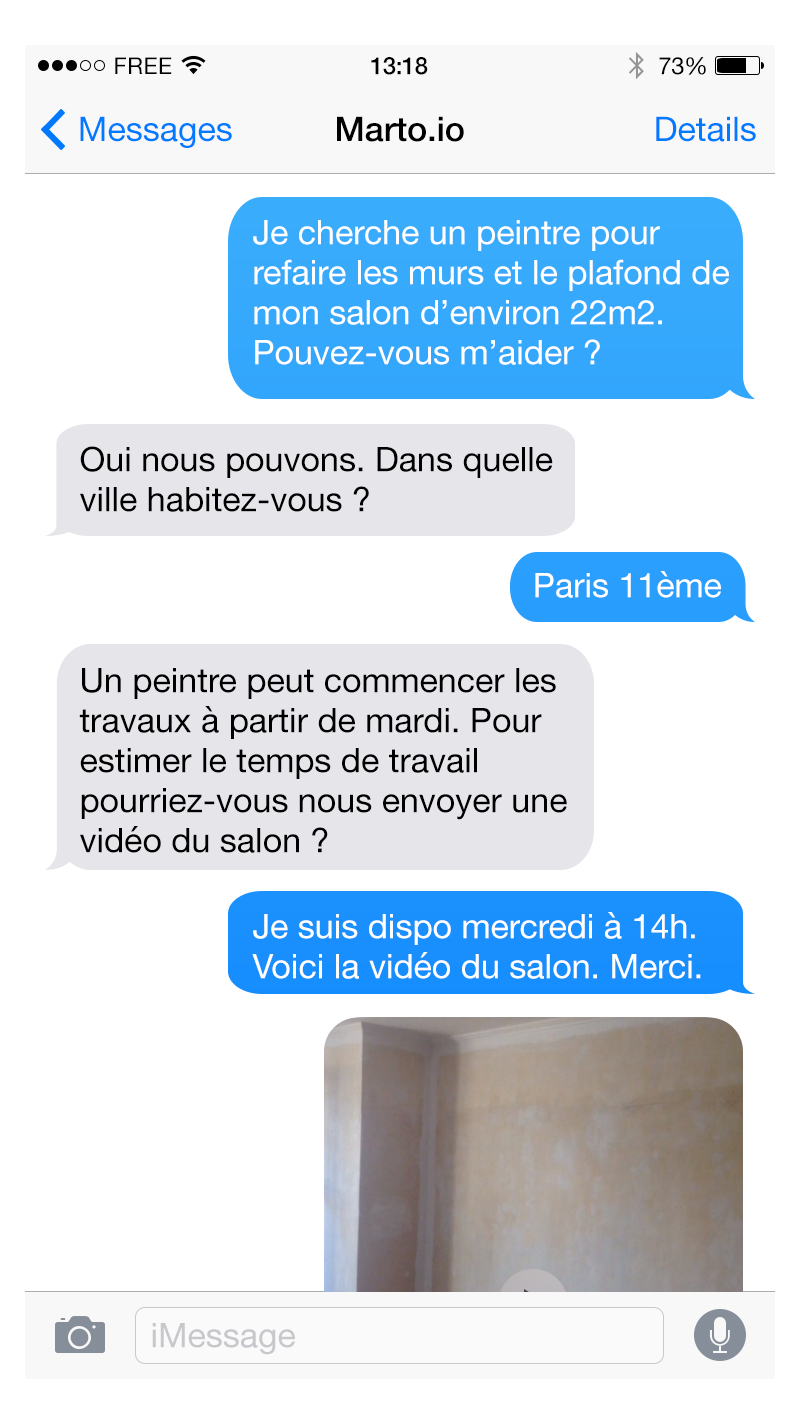 FREE 13:18 73%
Messages Marto.io Details
Je cherche un peintre pour
refaire les murs et le plafond de
mon salon d’environ 22m2.
Pouvez-vous m’aider ?
Oui nous pouvons. Dans quelle
ville habitez-vous ?
Paris 11ème
Un peintre peut commencer les
travaux à partir de mardi. Pour
estimer le temps de travail
pourriez-vous nous envoyer une
vidéo du salon ?
Je suis dispo mercredi à 14h.
Voici la vidéo du salon. Merci.
iMessage